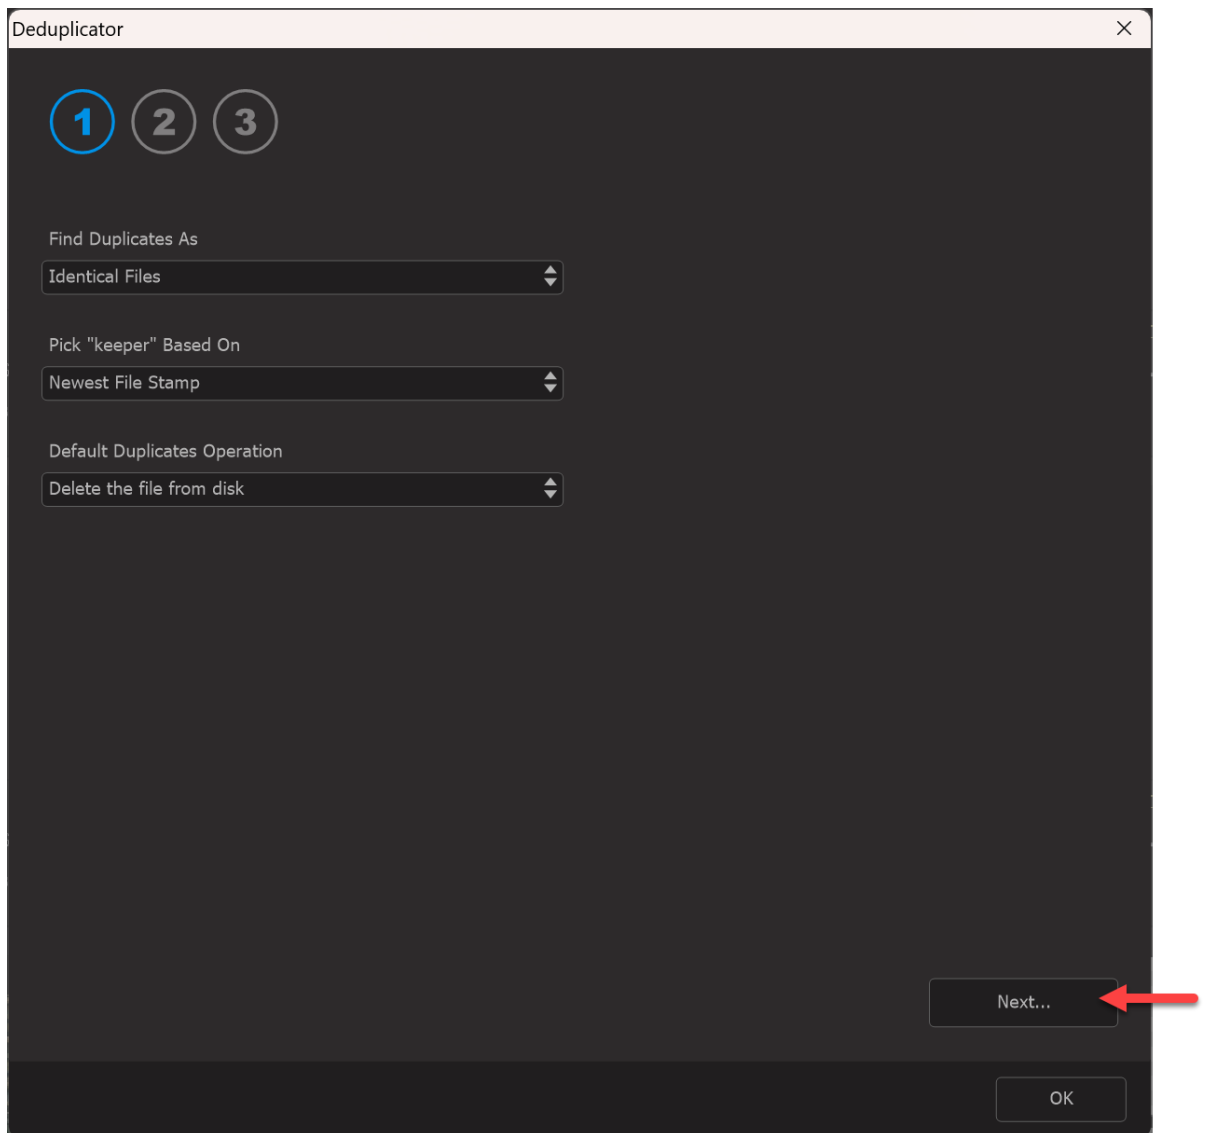 Deduplicator
1 2 3
Find Duplicates As
Identical Files
Pick "keeper" Based On
Newest File Stamp
Default Duplicates Operation
Delete the file from disk
Next...
OK